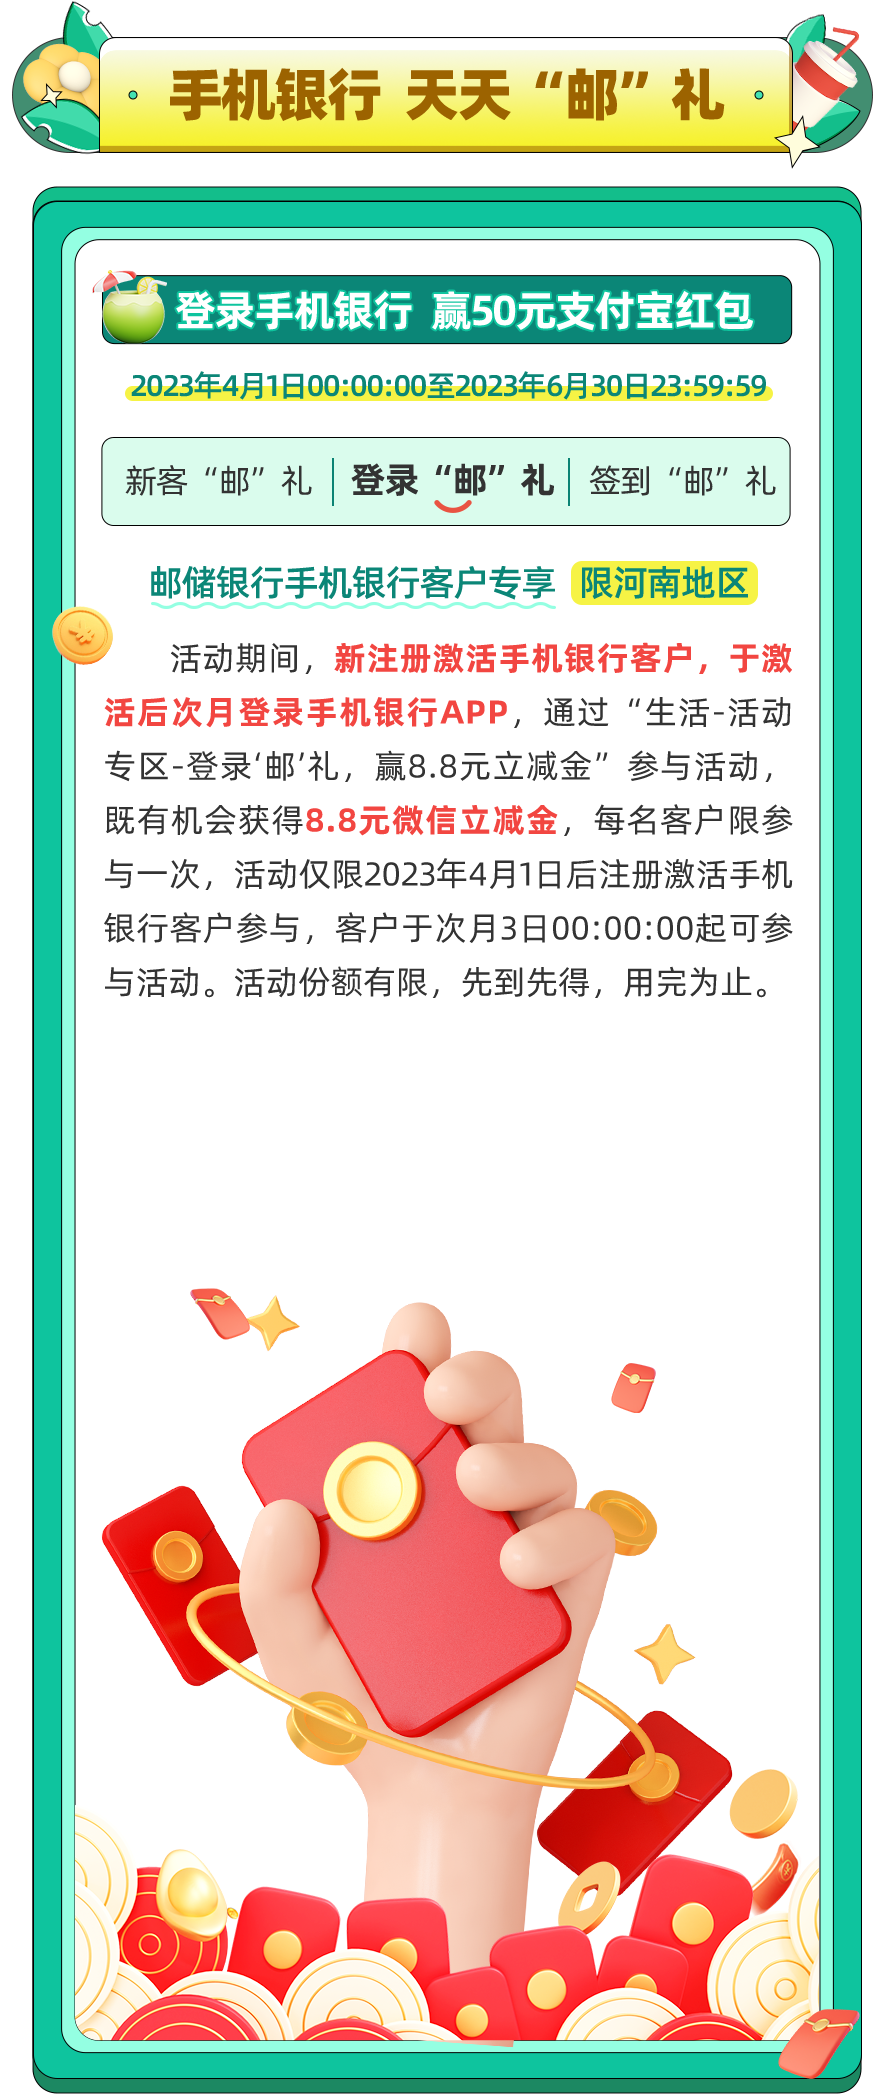 手机银行 天天“邮”礼
登录手机银行 赢50元支付宝红包
2023年4月1日00:00:00至2023年6月30日23:59:59
新客“邮”礼 登录“邮”礼 签到“邮”礼
邮储银行手机银行客户专享 限河南地区
活动期间，新注册激活手机银行客户，于激
活后次月登录手机银行APP，通过“生活-活动
专区-登录‘邮’礼，赢8.8元立减金”参与活动，
既有机会获得8.8元微信立减金，每名客户限参
与一次，活动仅限2023年4月1日后注册激活手机
银行客户参与，客户于次月3日00:00:00起可参
与活动。活动份额有限，先到先得，用完为止。